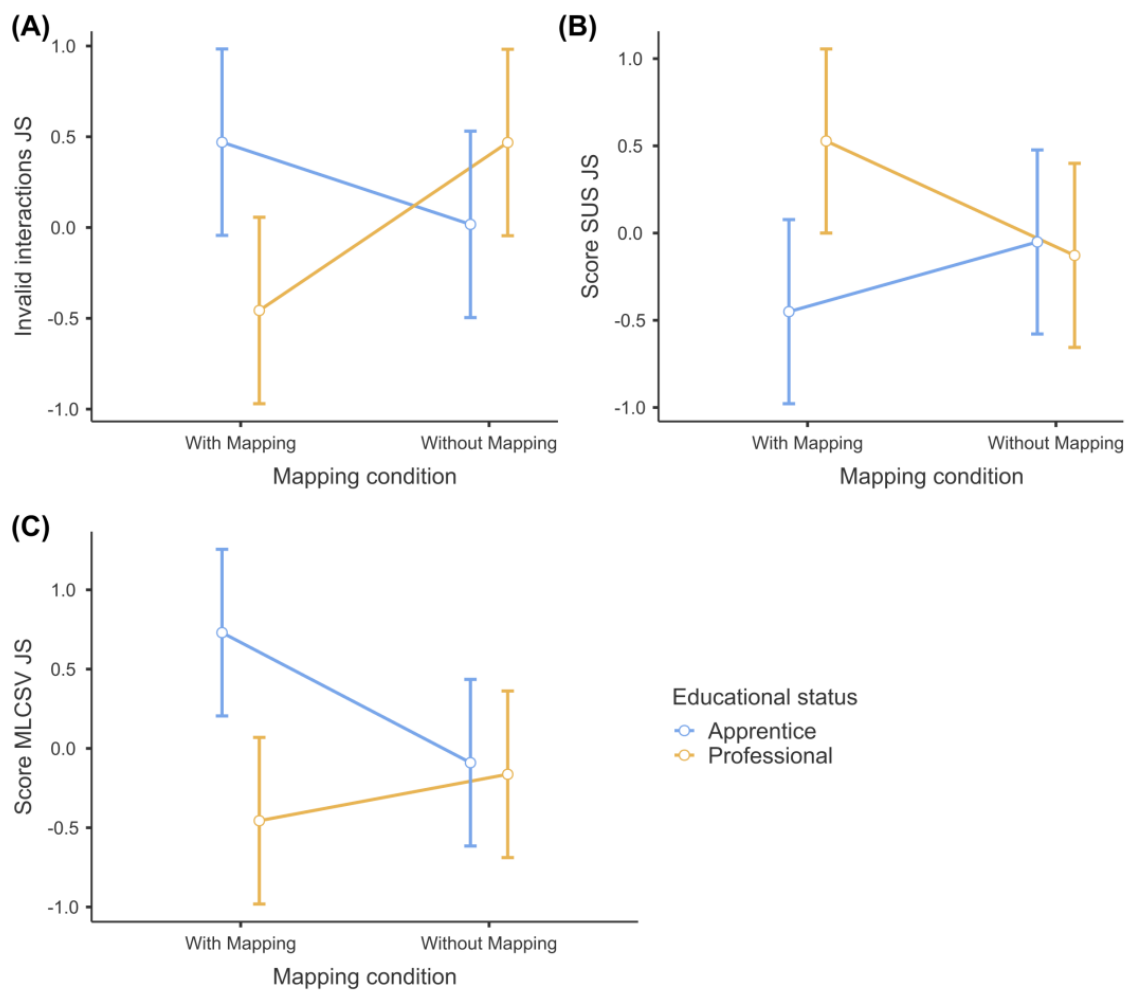 (A)
Invalid interactions JS
1.0
0.5
0.0
-0.5
-1.0
With Mapping
Without Mapping
Mapping condition
(B)
Score SUS JS
1.0
0.5
0.0
-0.5
-1.0
With Mapping
Without Mapping
Mapping condition
(C)
Score MLCSV JS
1.0
0.5
0.0
-0.5
-1.0
With Mapping
Without Mapping
Mapping condition
Educational status
Apprentice
Professional